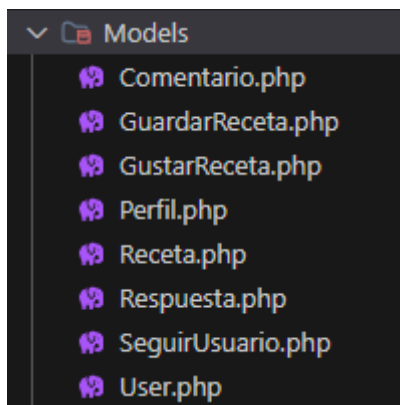 Models
Comentario.php
GuardarReceta.php
GustarReceta.php
Perfil.php
Receta.php
Respuesta.php
SeguirUsuario.php
User.php